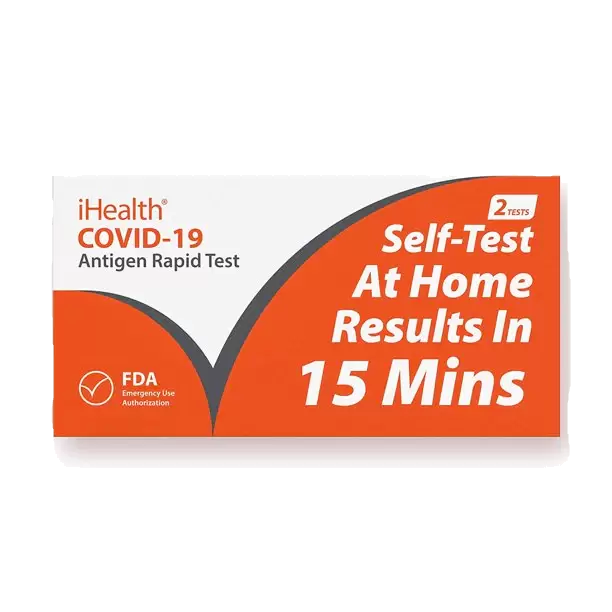 iHealth®
COVID-19
Antigen Rapid Test
2 TESTS
Self-Test
At Home
Results In
15 Mins
FDA
Emergency Use
Authorization